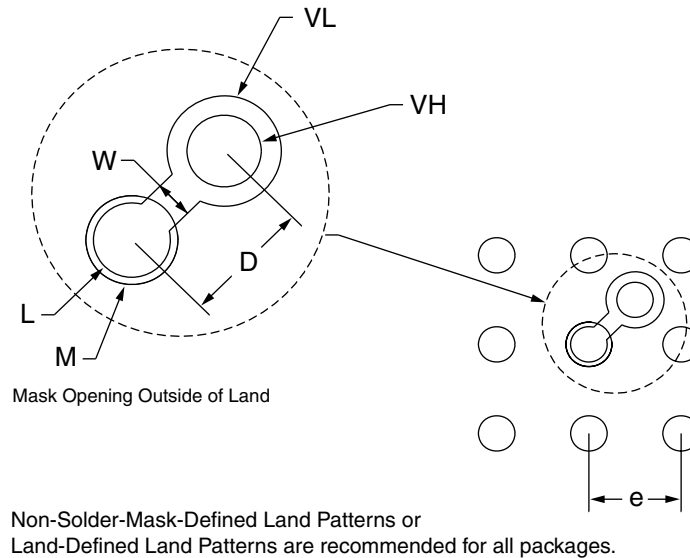 VL
VH
W
D
L
M
Mask Opening Outside of Land
e
Non-Solder-Mask-Defined Land Patterns or
Land-Defined Land Patterns are recommended for all packages.